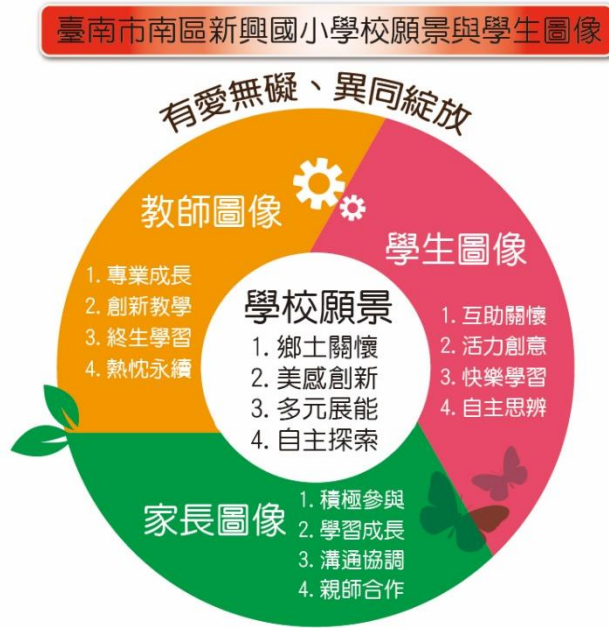 臺南市南區新興國小學校願景與學生圖像
有愛無礙、異同綻放
教師圖像
1. 專業成長
2. 創新教學
3. 終生學習
4. 熱忱永續
學生圖像
1. 互助關懷
2. 活力創意
3. 快樂學習
4. 自主思辨
學校願景
1. 鄉土關懷
2. 美感創新
3. 多元展能
4. 自主探索
家長圖像
1. 積極參與
2. 學習成長
3. 溝通協調
4. 親師合作